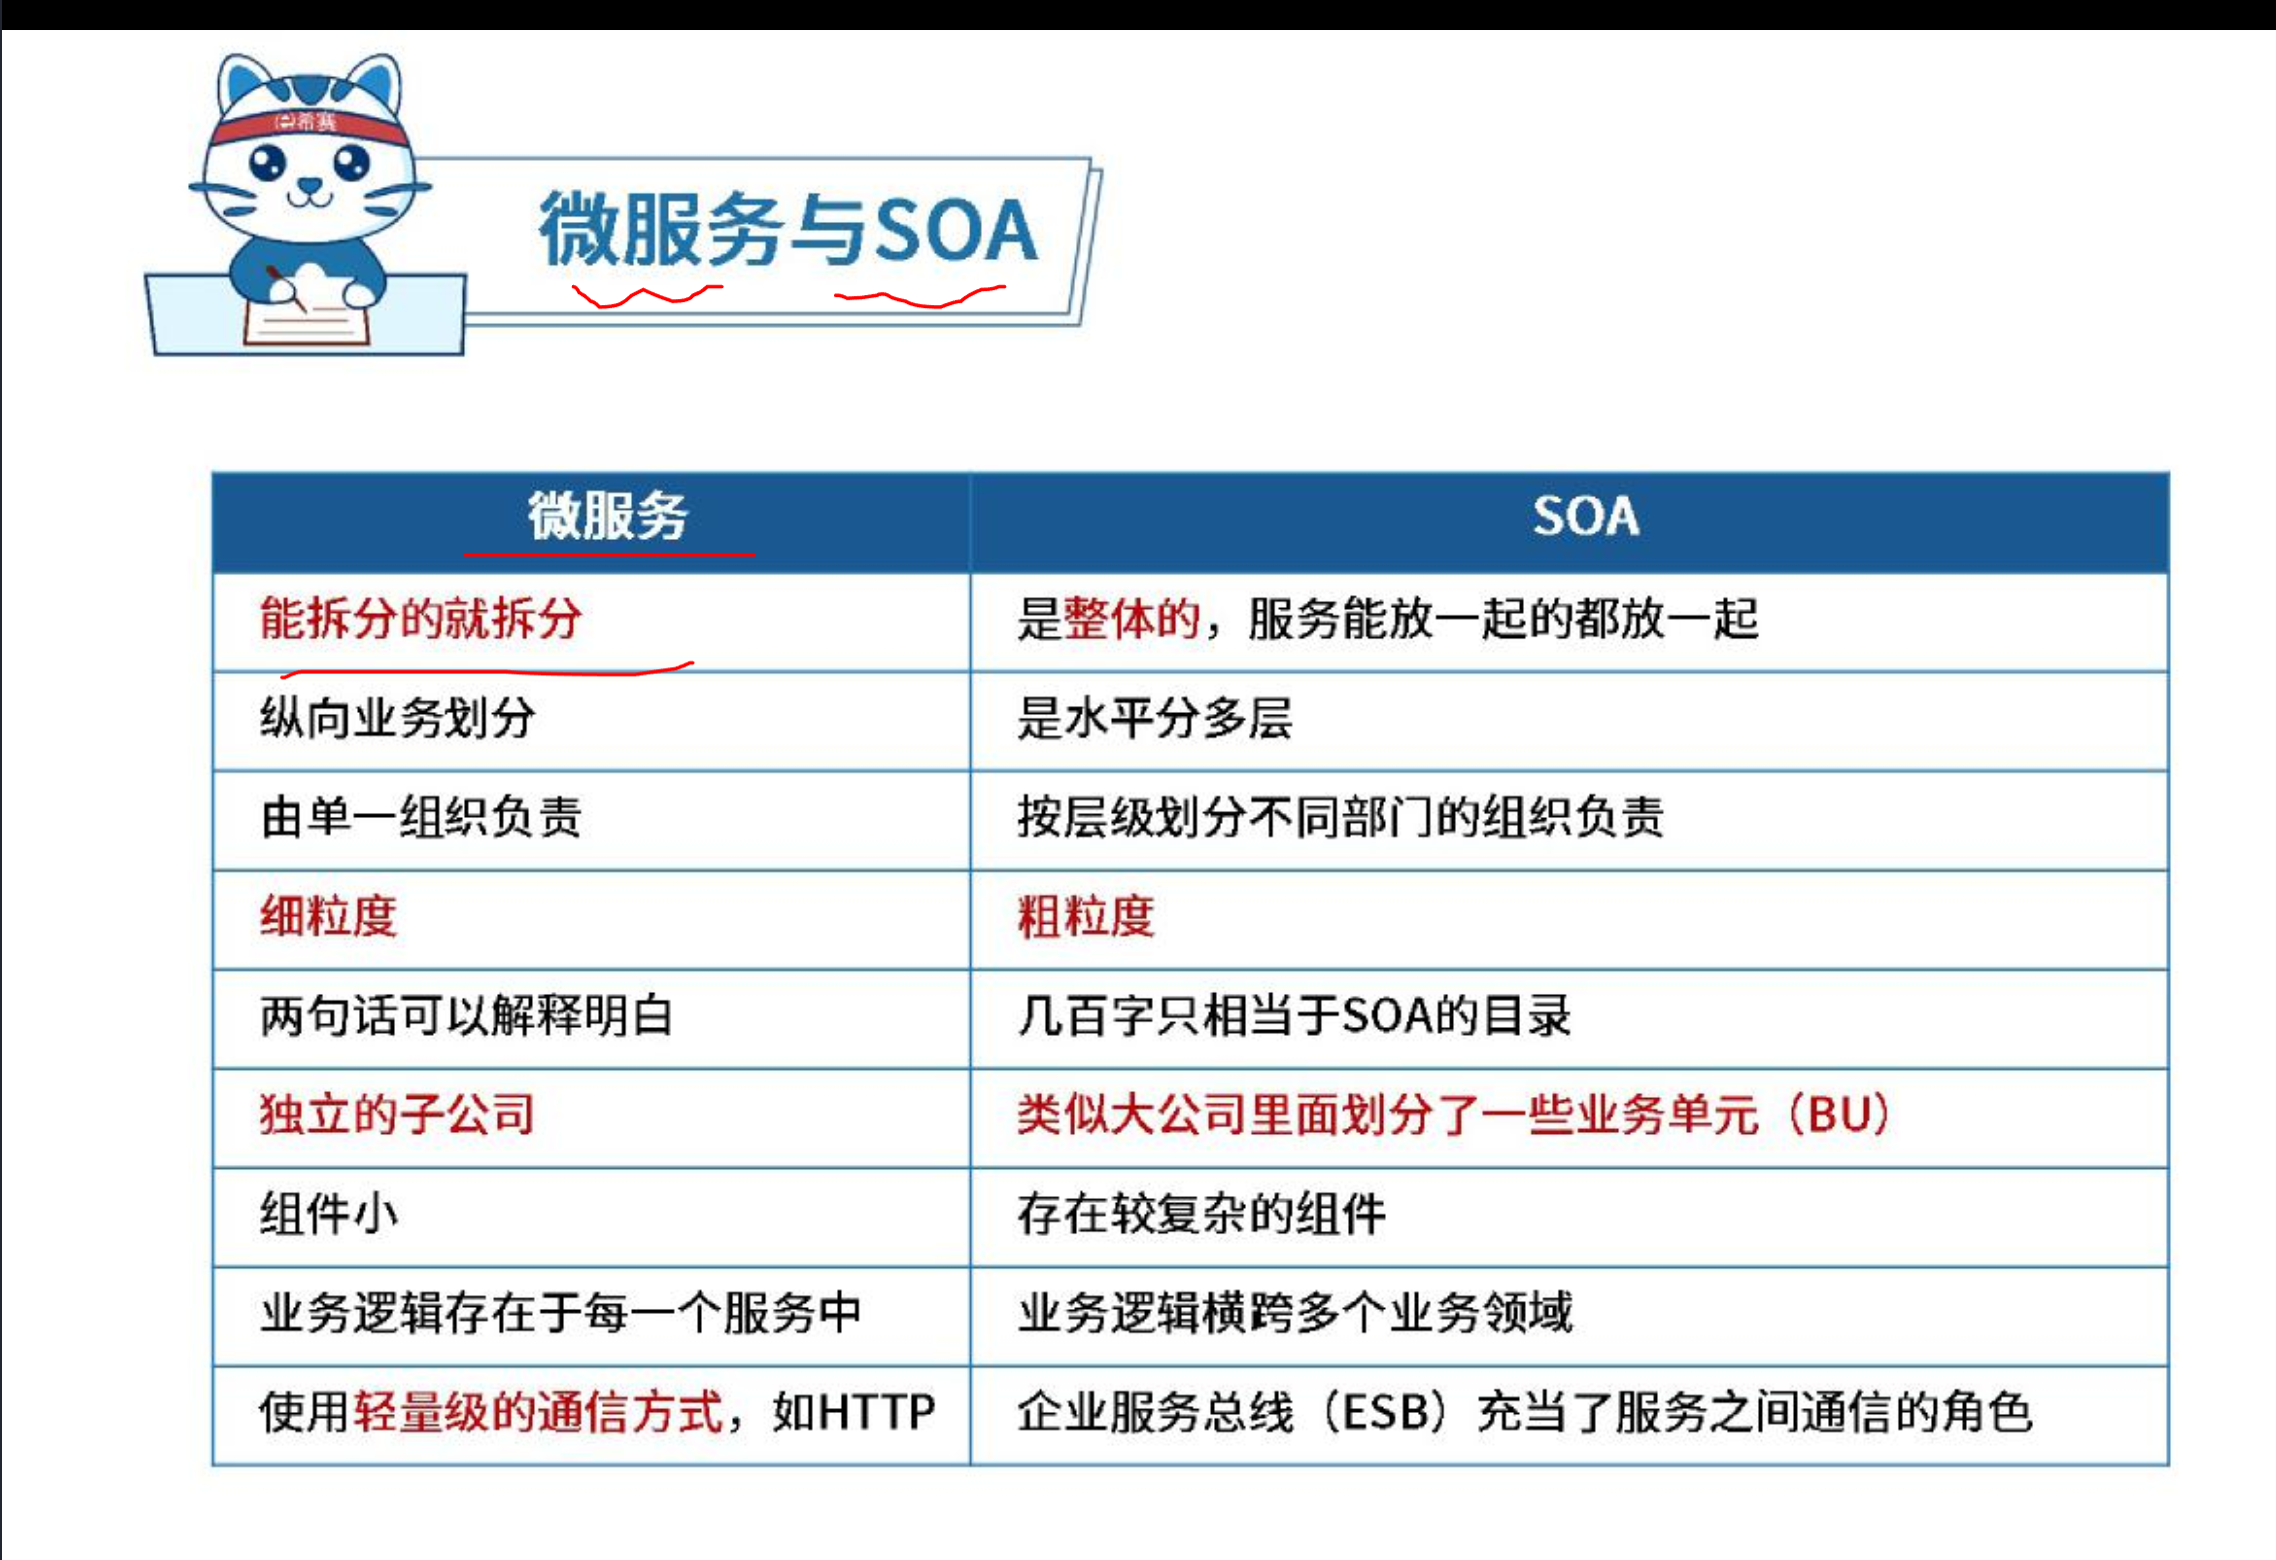 希赛
微服务与SOA
微服务 SOA
能拆分的就拆分 是整体的，服务能放一起的都放一起
纵向业务划分 是水平分多层
由单一组织负责 按层级划分不同部门的组织负责
细粒度 粗粒度
两句话可以解释明白 几百字只相当于SOA的目录
独立的子公司 类似大公司里面划分了一些业务单元（BU）
组件小 存在较复杂的组件
业务逻辑存在于每一个服务中 业务逻辑横跨多个业务领域
使用轻量级的通信方式，如HTTP 企业服务总线（ESB）充当了服务之间通信的角色